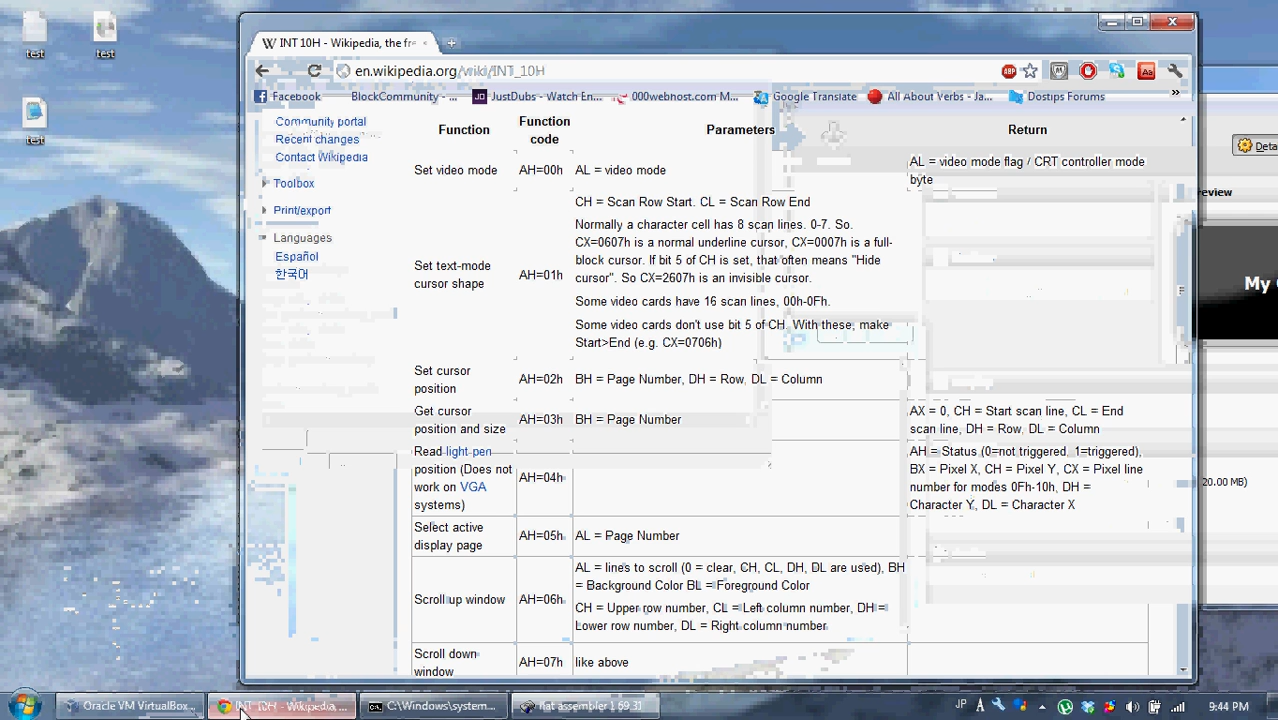 test
test
test
INT 10H - Wikipedia, the fr
en.wikipedia.org/wiki/INT_10H
Facebook
BlockCommunity - ...
JustDubs - Watch En...
000webhost.com M...
Google Translate
All About Verbs - Ja...
Dostips Forums
»
Community portal
Recent changes
Contact Wikipedia
Toolbox
Print/export
Languages
Español
한국어
Function
Function code
Parameters
Return
Set video mode
AH=00h
AL = video mode
AL = video mode flag / CRT controller mode
byte
Set text-mode
cursor shape
AH=01h
CH = Scan Row Start. CL = Scan Row End
Normally a character cell has 8 scan lines. 0-7. So.
CX=0607h is a normal underline cursor, CX=0007h is a full-
block cursor. If bit 5 of CH is set, that often means "Hide
cursor". So CX=2607h is an invisible cursor.
Some video cards have 16 scan lines, 00h-0Fh.
Some video cards don't use bit 5 of CH. With these, make
Start>End (e.g. CX=0706h)
Set cursor
position
AH=02h
BH = Page Number, DH = Row, DL = Column
Get cursor
position and size
AH=03h
BH = Page Number
AX = 0, CH = Start scan line, CL = End
scan line, DH = Row, DL = Column
Read light-pen
position (Does not
work on VGA
systems)
AH=04h
AH = Status (0=not triggered, 1=triggered),
BX = Pixel X, CH = Pixel Y, CX = Pixel line
number for modes 0Fh-10h, DH =
Character Y, DL = Character X
Select active
display page
AH=05h
AL = Page Number
Scroll up window
AH=06h
AL = lines to scroll (0 = clear, CH, CL, DH, DL are used), BH
= Background Color BL = Foreground Color
CH = Upper row number, CL = Left column number, DH =
Lower row number, DL = Right column number
Scroll down
window
AH=07h
like above
Deta
review
My
20.00 MB)
Oracle VM VirtualBox...
INT 10H - Wikipedia, ...
C:\Windows\system...
flat assembler 1.69.31
JP
9:44 PM